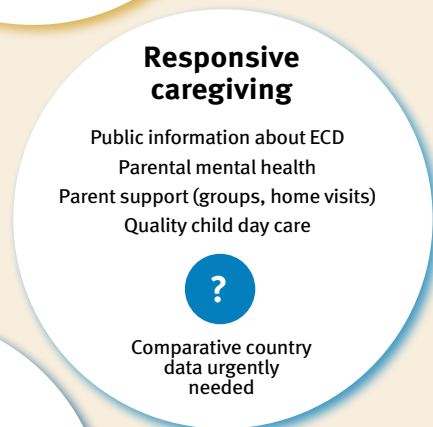 Responsive
caregiving
Public information about ECD
Parental mental health
Parent support (groups, home visits)
Quality child day care
?
Comparative country
data urgently
needed